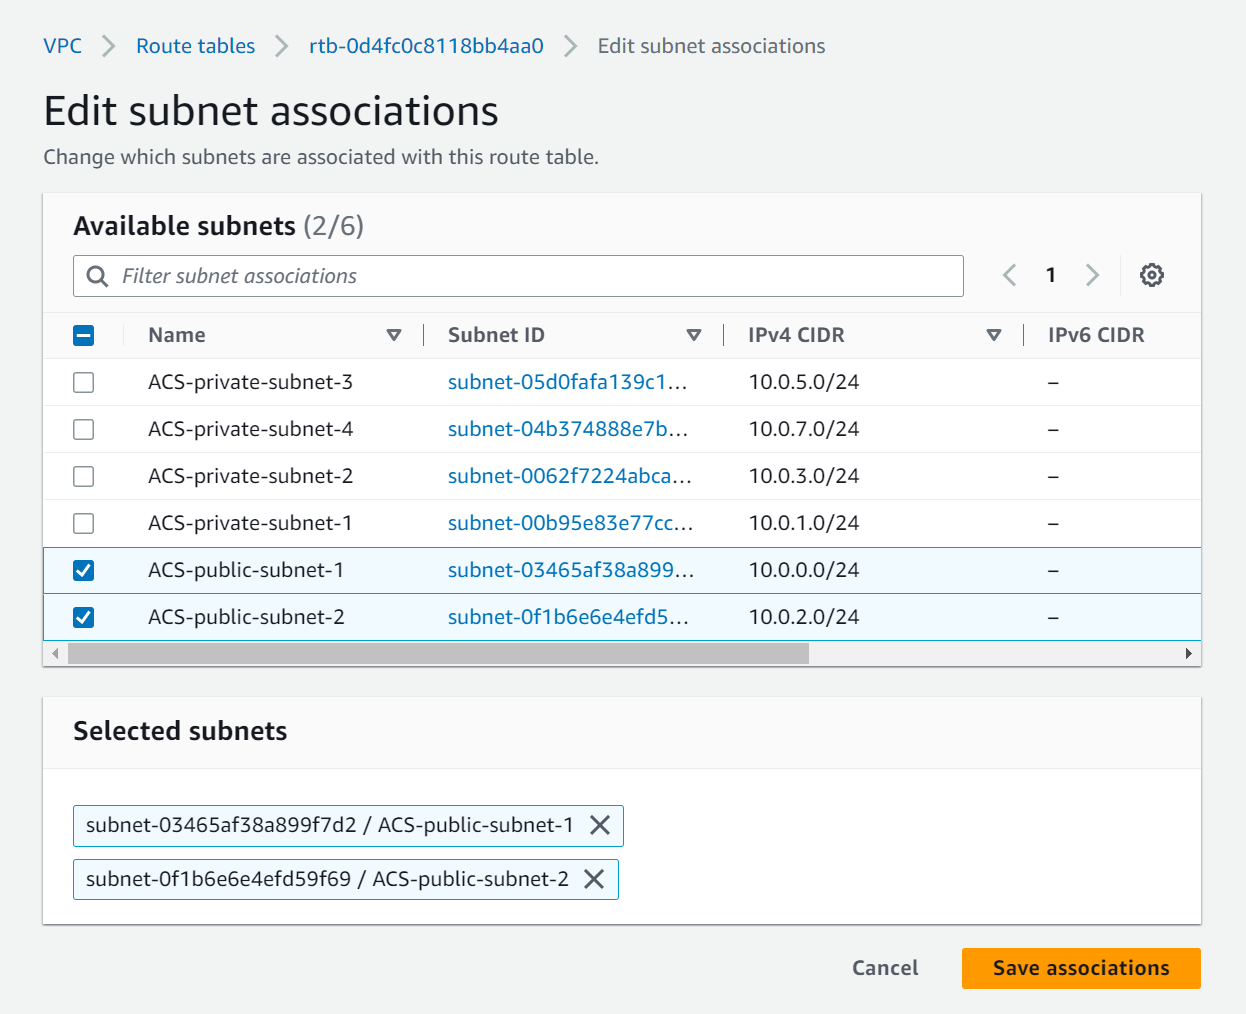 VPC > Route tables > rtb-0d4fc0c8118bb4aa0 > Edit subnet associations
Edit subnet associations
Change which subnets are associated with this route table.
Available subnets (2/6)
Filter subnet associations
1
Name Subnet ID IPv4 CIDR IPv6 CIDR
ACS-private-subnet-3 subnet-05d0fafa139c1... 10.0.5.0/24 –
ACS-private-subnet-4 subnet-04b374888e7b... 10.0.7.0/24 –
ACS-private-subnet-2 subnet-0062f7224abca... 10.0.3.0/24 –
ACS-private-subnet-1 subnet-00b95e83e77cc... 10.0.1.0/24 –
ACS-public-subnet-1 subnet-03465af38a899... 10.0.0.0/24 –
ACS-public-subnet-2 subnet-0f1b6e6e4efd5... 10.0.2.0/24 –
Selected subnets
subnet-03465af38a899f7d2 / ACS-public-subnet-1
subnet-0f1b6e6e4efd59f69 / ACS-public-subnet-2
Cancel Save associations